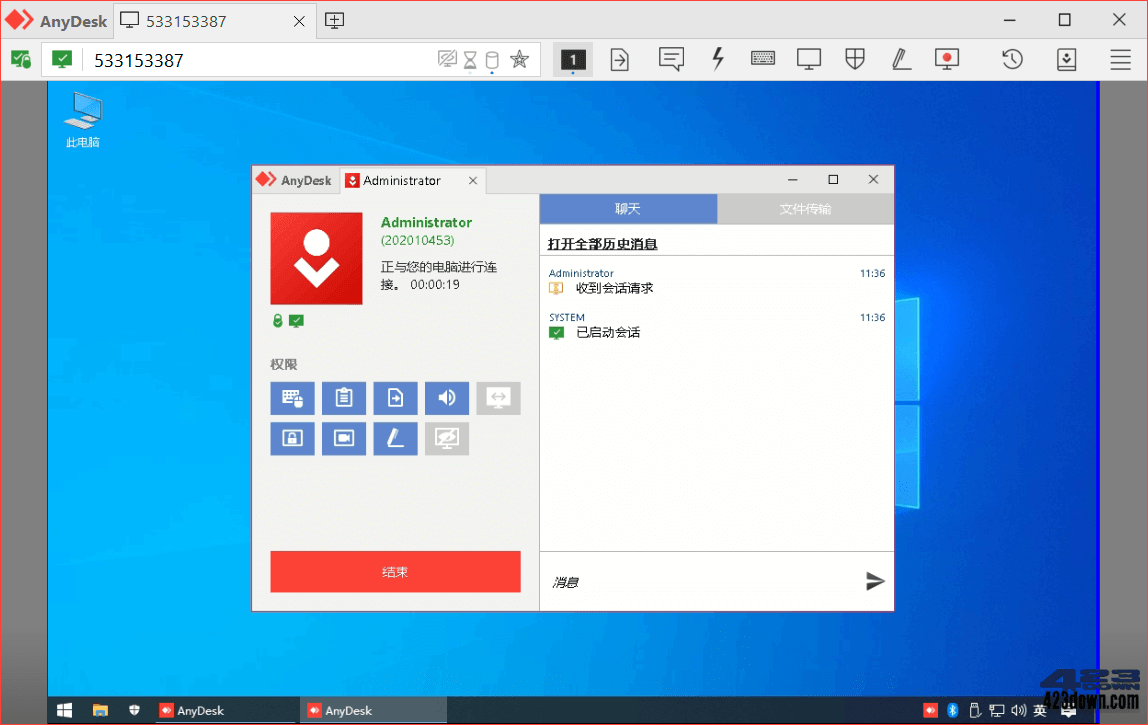 AnyDesk
533153387
533153387
1
此电脑
AnyDesk
Administrator
Administrator
(202010453)
正与您的电脑进行连
接。 00:00:19
权限
结束
聊天
文件传输
打开全部历史消息
Administrator 11:36
收到会话请求
SYSTEM 11:36
已启动会话
消息
AnyDesk
AnyDesk
英
423
423down.com